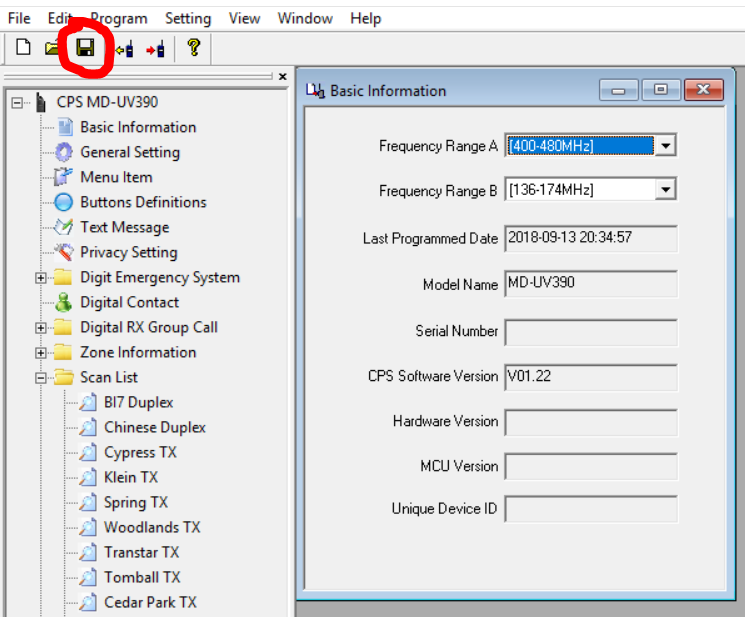 File Edit Program Setting View Window Help
CPS MD-UV390
Basic Information
General Setting
Menu Item
Buttons Definitions
Text Message
Privacy Setting
Digit Emergency System
Digital Contact
Digital RX Group Call
Zone Information
Scan List
BI7 Duplex
Chinese Duplex
Cypress TX
Klein TX
Spring TX
Woodlands TX
Transtar TX
Tomball TX
Cedar Park TX
Basic Information
Frequency Range A [400-480MHz]
Frequency Range B [136-174MHz]
Last Programmed Date 2018-09-13 20:34:57
Model Name MD-UV390
Serial Number
CPS Software Version V01.22
Hardware Version
MCU Version
Unique Device ID